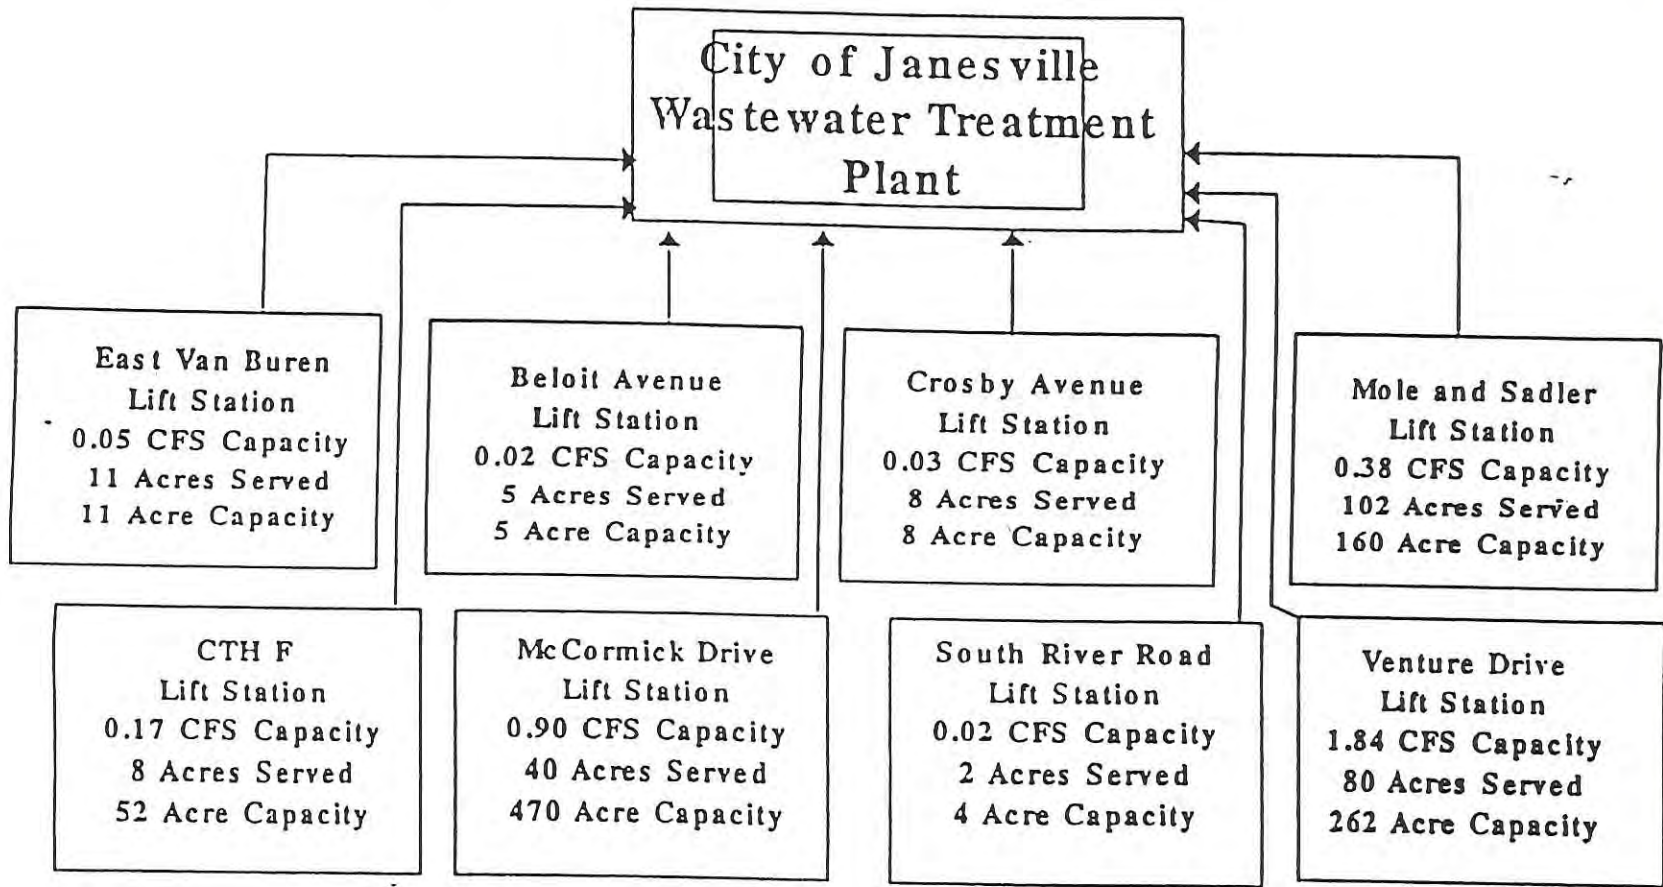 City of Janesville
Wastewater Treatment
Plant
East Van Buren
Lift Station
0.05 CFS Capacity
11 Acres Served
11 Acre Capacity
Beloit Avenue
Lift Station
0.02 CFS Capacity
5 Acres Served
5 Acre Capacity
Crosby Avenue
Lift Station
0.03 CFS Capacity
8 Acres Served
8 Acre Capacity
Mole and Sadler
Lift Station
0.38 CFS Capacity
102 Acres Served
160 Acre Capacity
CTH F
Lift Station
0.17 CFS Capacity
8 Acres Served
52 Acre Capacity
McCormick Drive
Lift Station
0.90 CFS Capacity
40 Acres Served
470 Acre Capacity
South River Road
Lift Station
0.02 CFS Capacity
2 Acres Served
4 Acre Capacity
Venture Drive
Lift Station
1.84 CFS Capacity
80 Acres Served
262 Acre Capacity